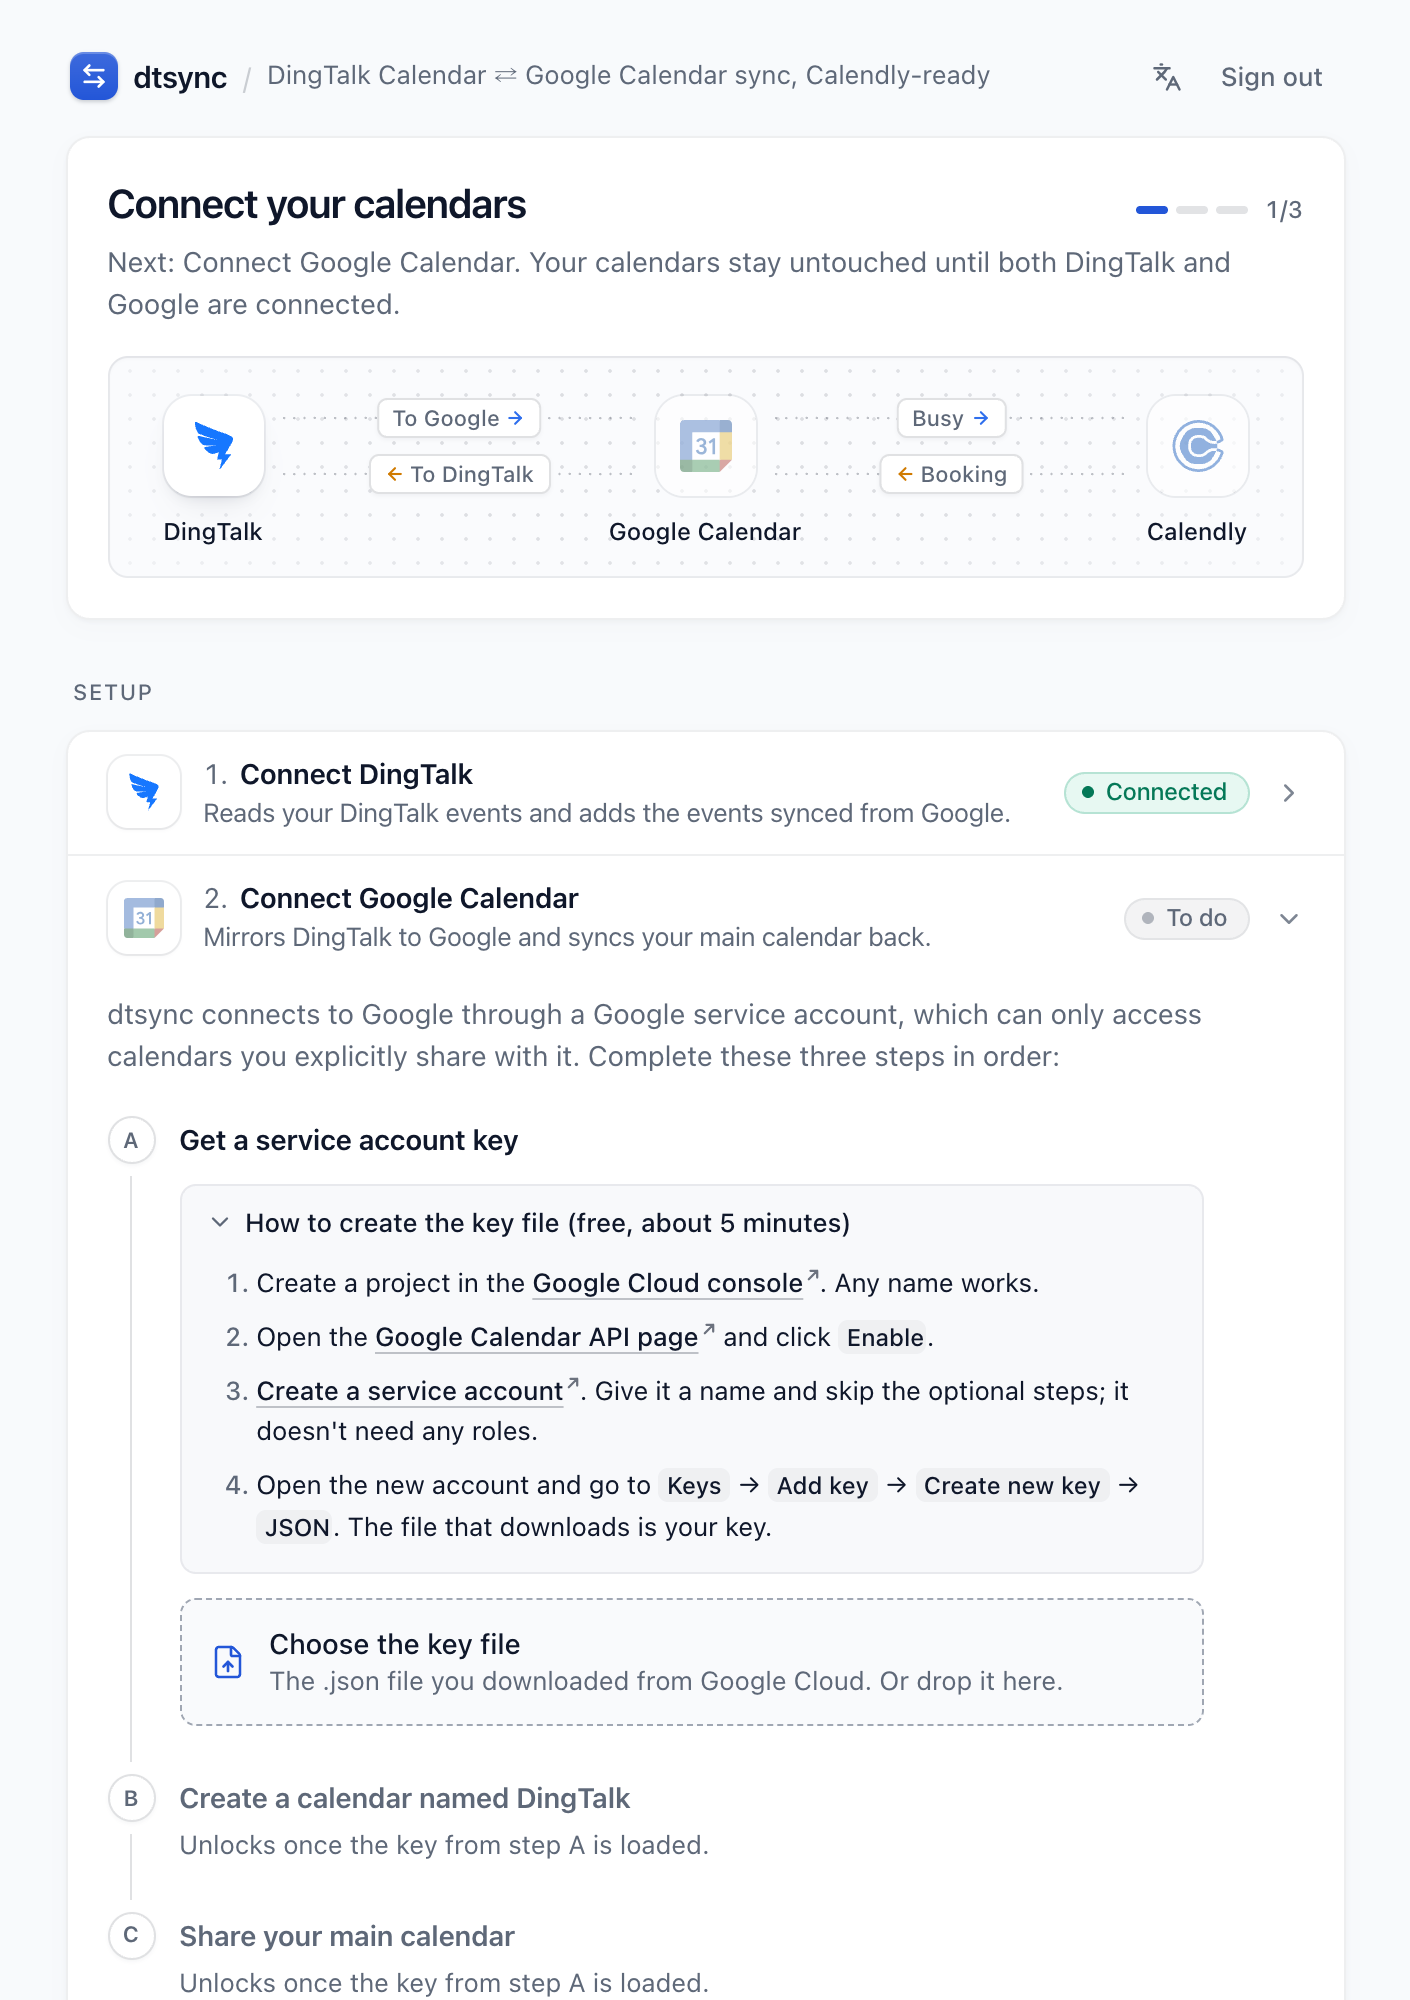 dtsync / DingTalk Calendar ⇄ Google Calendar sync, Calendly-ready
Sign out
Connect your calendars
1/3
Next: Connect Google Calendar. Your calendars stay untouched until both DingTalk and
Google are connected.
To Google →
Busy →
31
← To DingTalk
← Booking
DingTalk
Google Calendar
Calendly
SETUP
1. Connect DingTalk
Reads your DingTalk events and adds the events synced from Google.
Connected
31
2. Connect Google Calendar
Mirrors DingTalk to Google and syncs your main calendar back.
To do
dtsync connects to Google through a Google service account, which can only access
calendars you explicitly share with it. Complete these three steps in order:
A Get a service account key
How to create the key file (free, about 5 minutes)
1. Create a project in the Google Cloud console↗. Any name works.
2. Open the Google Calendar API page↗ and click Enable.
3. Create a service account↗. Give it a name and skip the optional steps; it
doesn't need any roles.
4. Open the new account and go to Keys → Add key → Create new key →
JSON. The file that downloads is your key.
Choose the key file
The .json file you downloaded from Google Cloud. Or drop it here.
B Create a calendar named DingTalk
Unlocks once the key from step A is loaded.
C Share your main calendar
Unlocks once the key from step A is loaded.